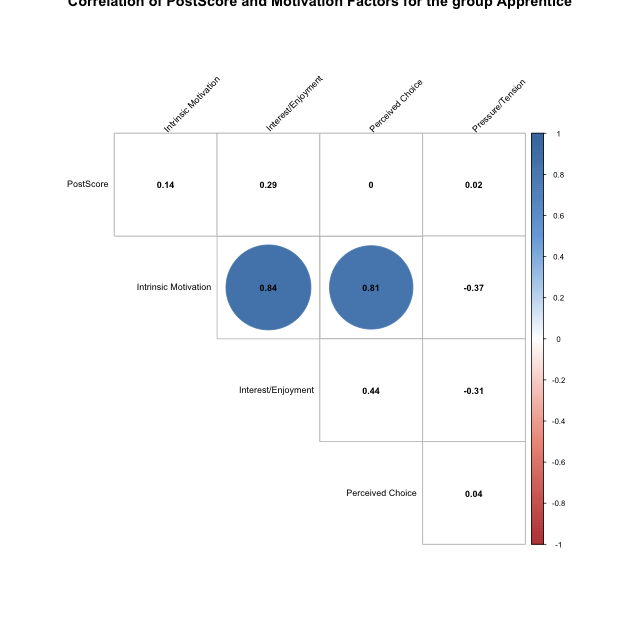 Correlation of PostScore and Motivation Factors for the group Apprentice
Intrinsic Motivation
Interest/Enjoyment
Perceived Choice
Pressure/Tension
PostScore 0.14 0.29 0 0.02
Intrinsic Motivation 0.84 0.81 -0.37
Interest/Enjoyment 0.44 -0.31
Perceived Choice 0.04
1
0.8
0.6
0.4
0.2
0
-0.2
-0.4
-0.6
-0.8
-1